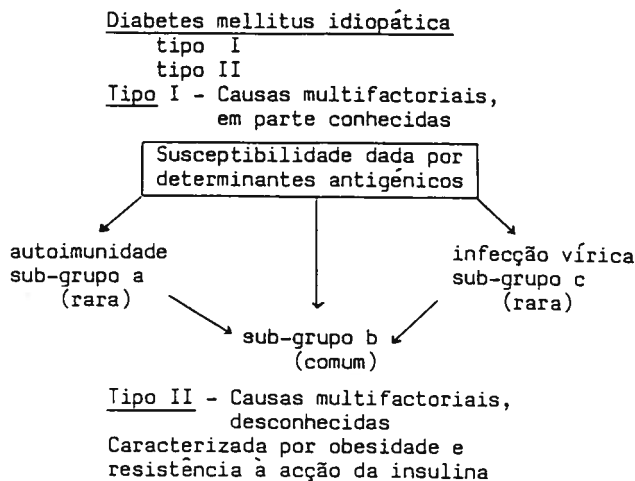 Diabetes mellitus idiopática
tipo I
tipo II
Tipo I - Causas multifactoriais,
em parte conhecidas
Susceptibilidade dada por
determinantes antigénicos
autoimunidade
sub-grupo a
(rara)
infecção vírica
sub-grupo c
(rara)
sub-grupo b
(comum)
Tipo II - Causas multifactoriais,
desconhecidas
Caracterizada por obesidade e
resistência à acção da insulina